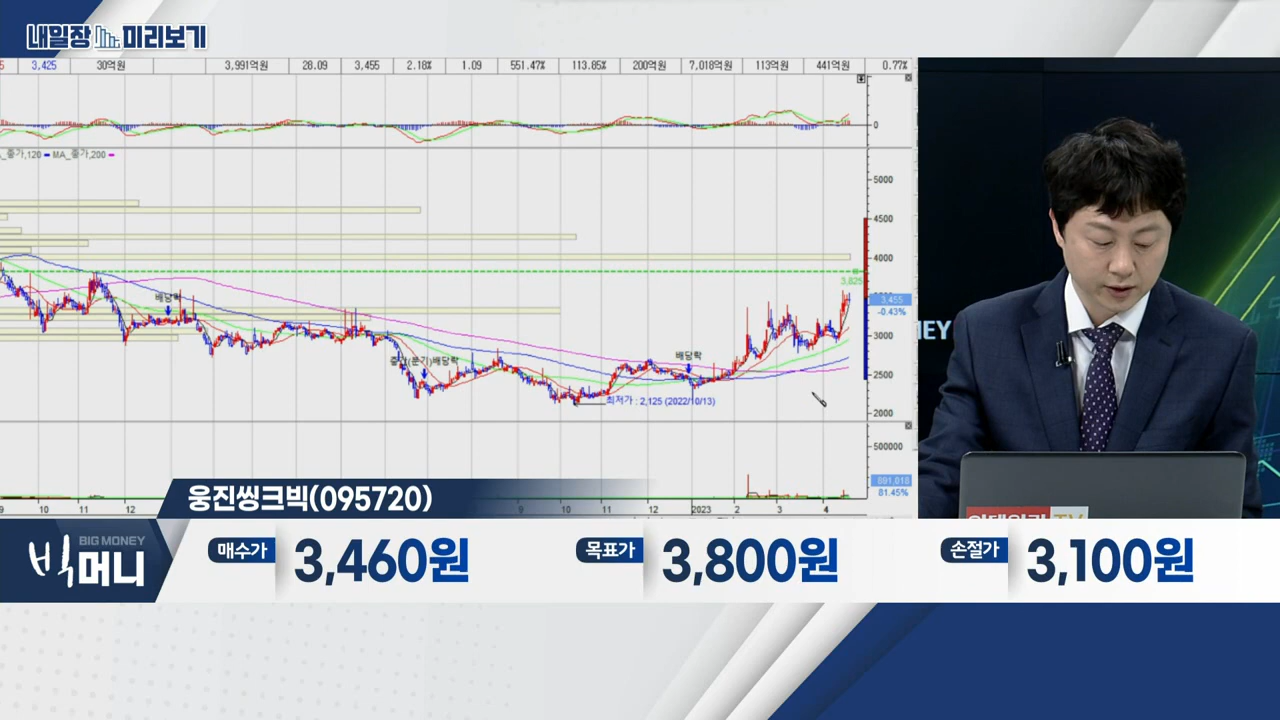 내일장 미리보기
3,425 30억원 3,991억원 28.09 3,455 2.18% 1.09 551.47% 113.85% 200억원 7,018억원 113억원 441억원 0.77%
0
MA_종가,120 MA_종가,200
5000
4500
4000
3,825
배당락
3,455
-0.43%
3000
배당락
2500
최저가 : 2,125 (2022/10/13)
2000
500000
891,018
81.45%
9 10 11 12 9 10 11 12 2023 2 3 4
웅진씽크빅(095720)
BIG MONEY
빅머니
매수가 3,460원 목표가 3,800원 손절가 3,100원